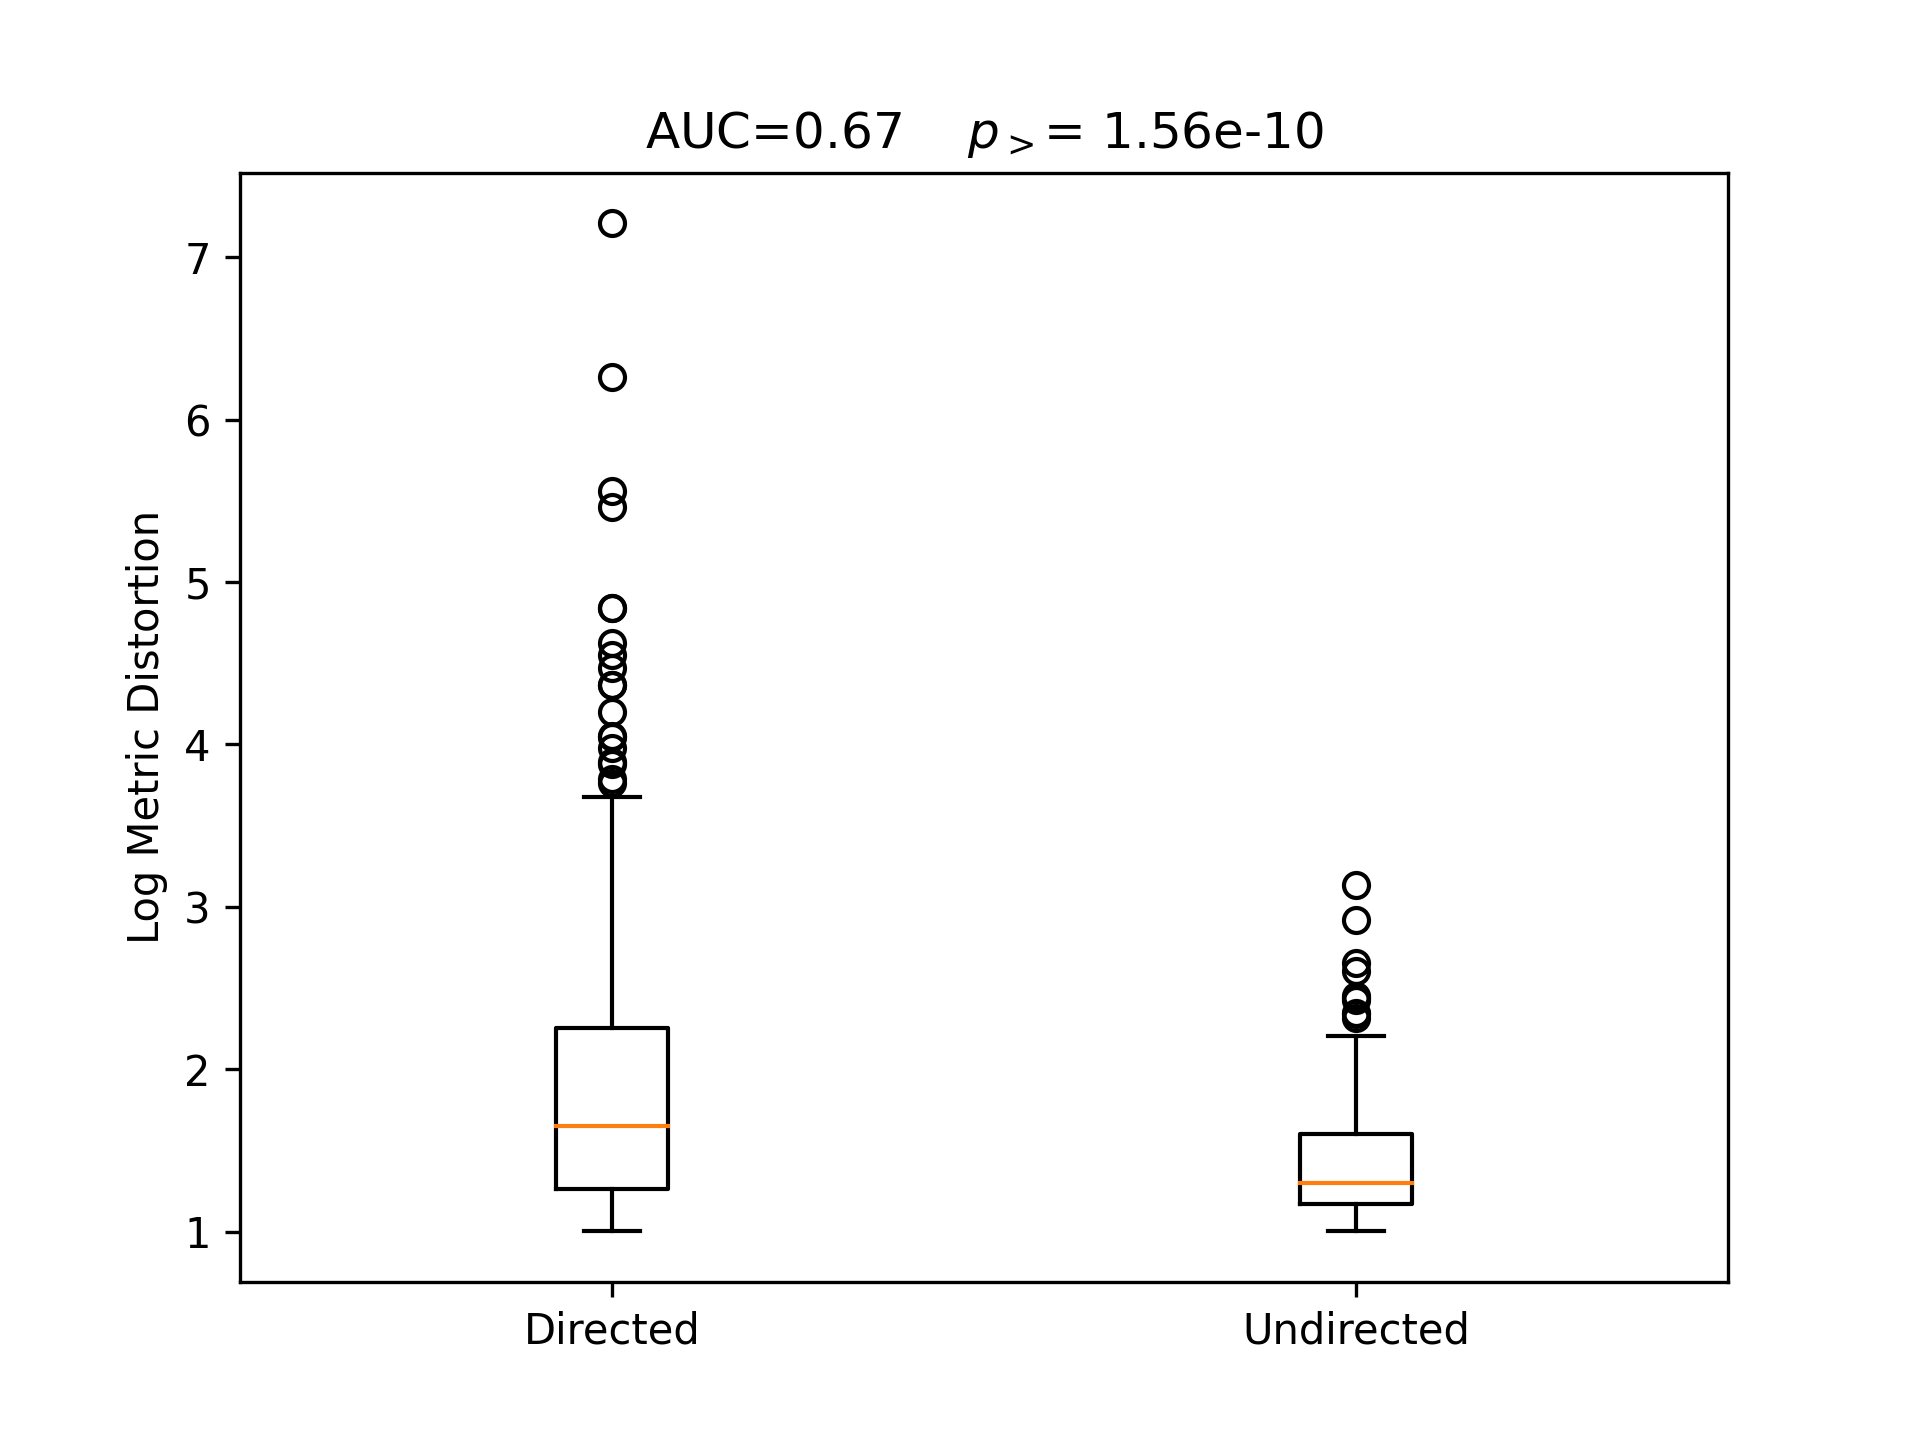 AUC=0.67 p>= 1.56e-10
7
6
5
4
3
2
1
Log Metric Distortion
Directed
Undirected